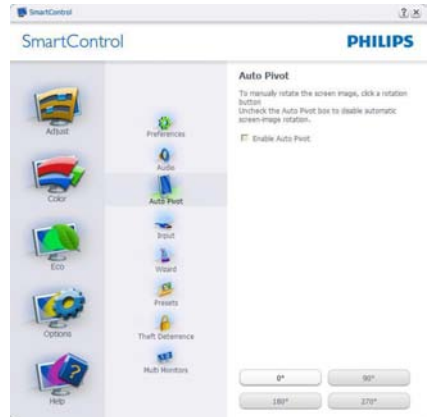 SmartControl
SmartControl
PHILIPS
Adjust
Color
Eco
Options
Help
Preferences
Audio
Auto Pivot
Input
Wizard
Presets
Theft Deterrence
Multi Monitors
Auto Pivot
To manually rotate the screen image, click a rotation
button
Uncheck the Auto Pivot box to disable automatic
screen-image rotation.
Enable Auto Pivot
0°
90°
180°
270°